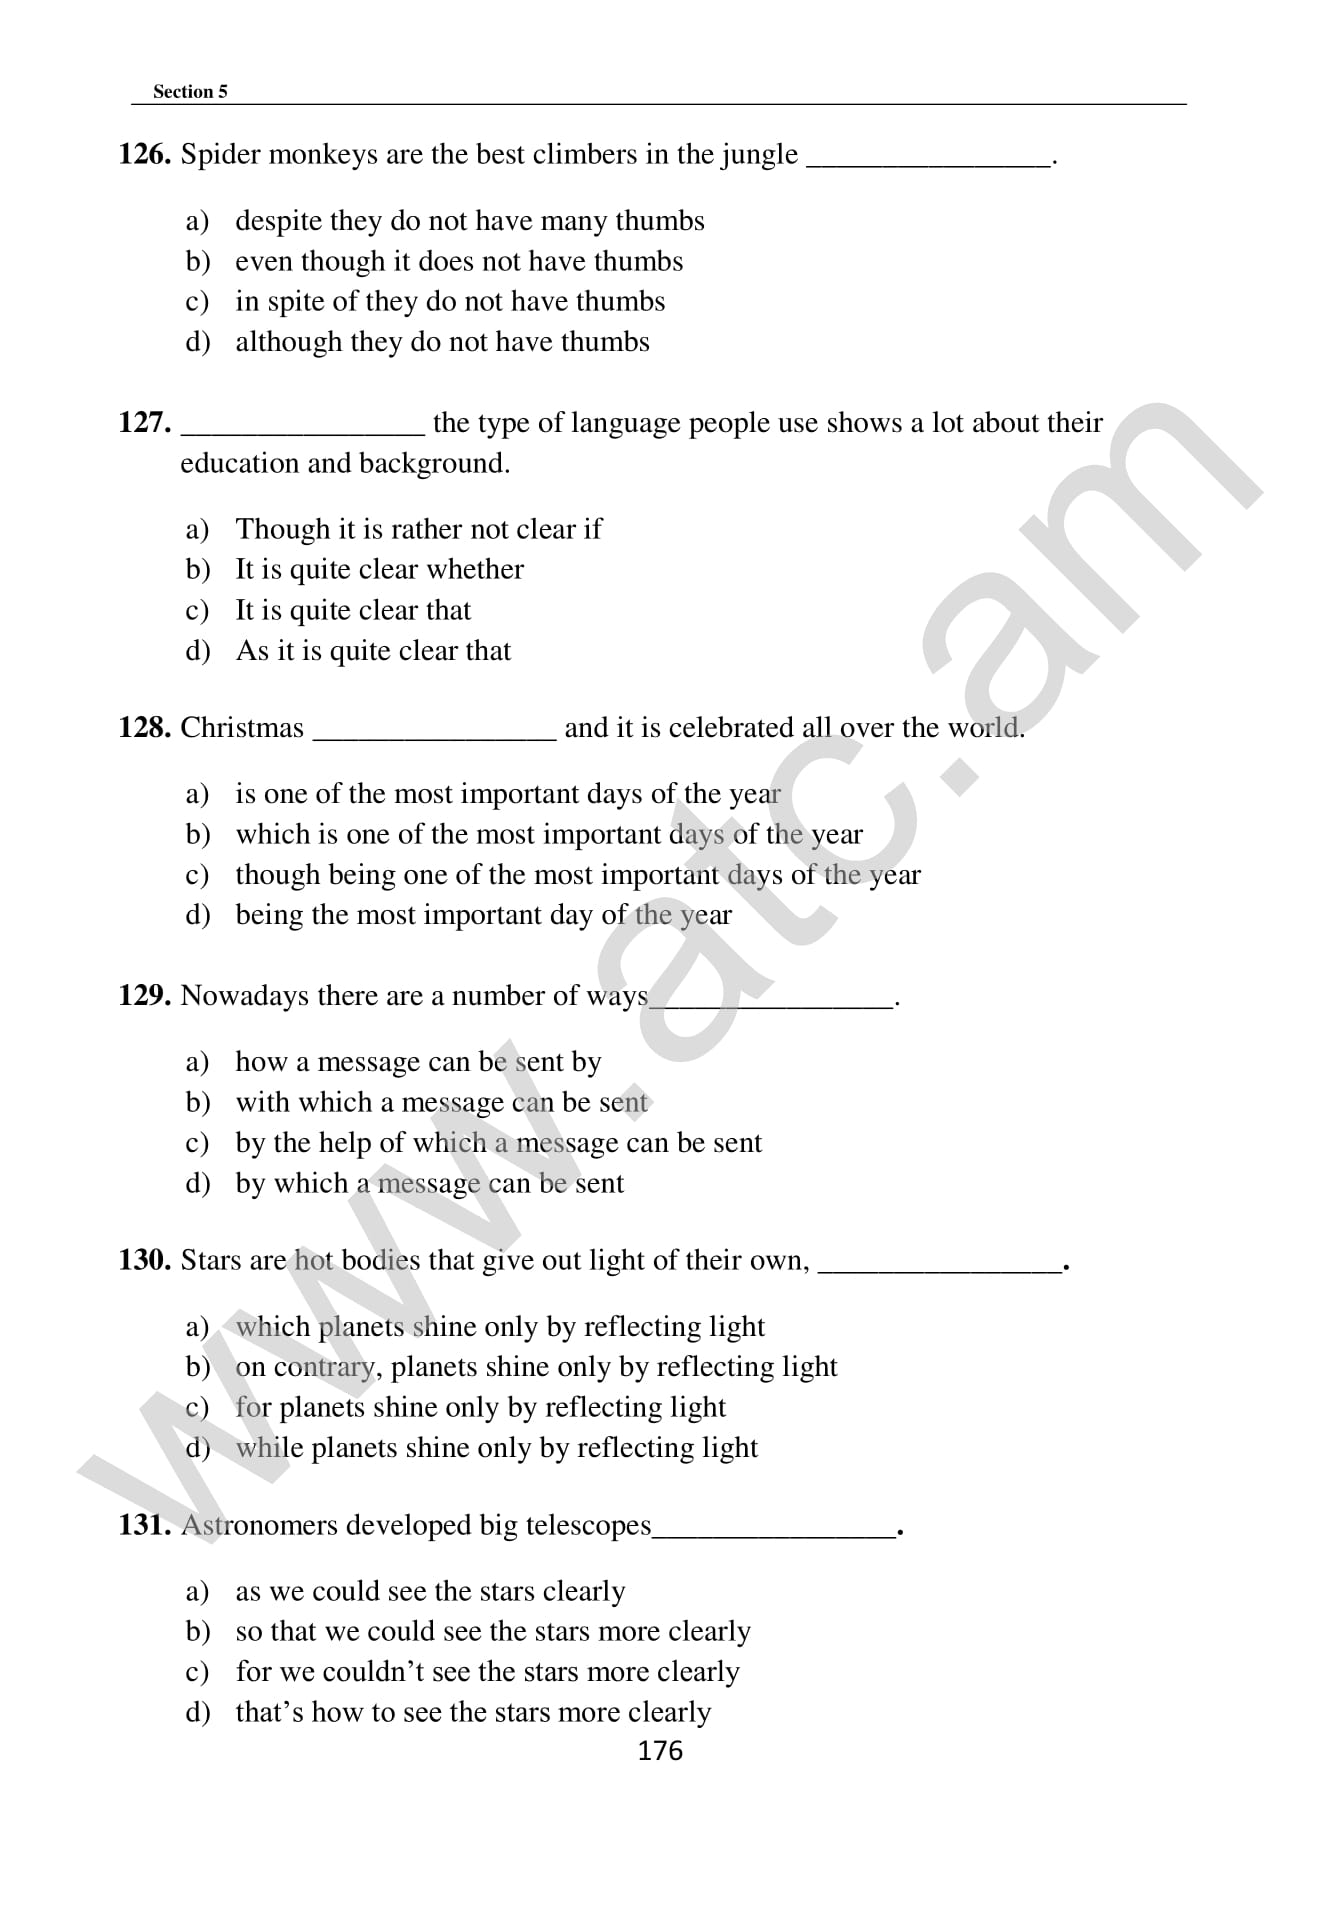 Section 5
126. Spider monkeys are the best climbers in the jungle ________________.
a) despite they do not have many thumbs
b) even though it does not have thumbs
c) in spite of they do not have thumbs
d) although they do not have thumbs
127. ________________ the type of language people use shows a lot about their
education and background.
a) Though it is rather not clear if
b) It is quite clear whether
c) It is quite clear that
d) As it is quite clear that
128. Christmas ________________ and it is celebrated all over the world.
a) is one of the most important days of the year
b) which is one of the most important days of the year
c) though being one of the most important days of the year
d) being the most important day of the year
129. Nowadays there are a number of ways________________.
a) how a message can be sent by
b) with which a message can be sent
c) by the help of which a message can be sent
d) by which a message can be sent
130. Stars are hot bodies that give out light of their own, ________________.
a) which planets shine only by reflecting light
b) on contrary, planets shine only by reflecting light
c) for planets shine only by reflecting light
d) while planets shine only by reflecting light
131. Astronomers developed big telescopes________________.
a) as we could see the stars clearly
b) so that we could see the stars more clearly
c) for we couldn’t see the stars more clearly
d) that’s how to see the stars more clearly
176
www.atc.am